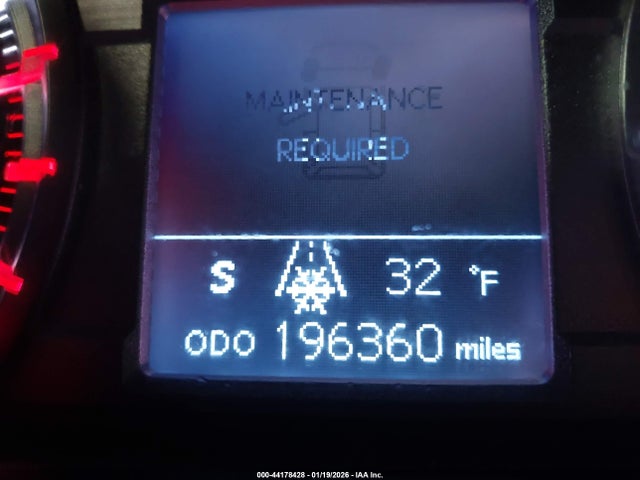 MAINTENANCE
REQUIRED
S 32 °F
ODO 196360 miles
000-44178428 - 01/19/2026 - IAA Inc.